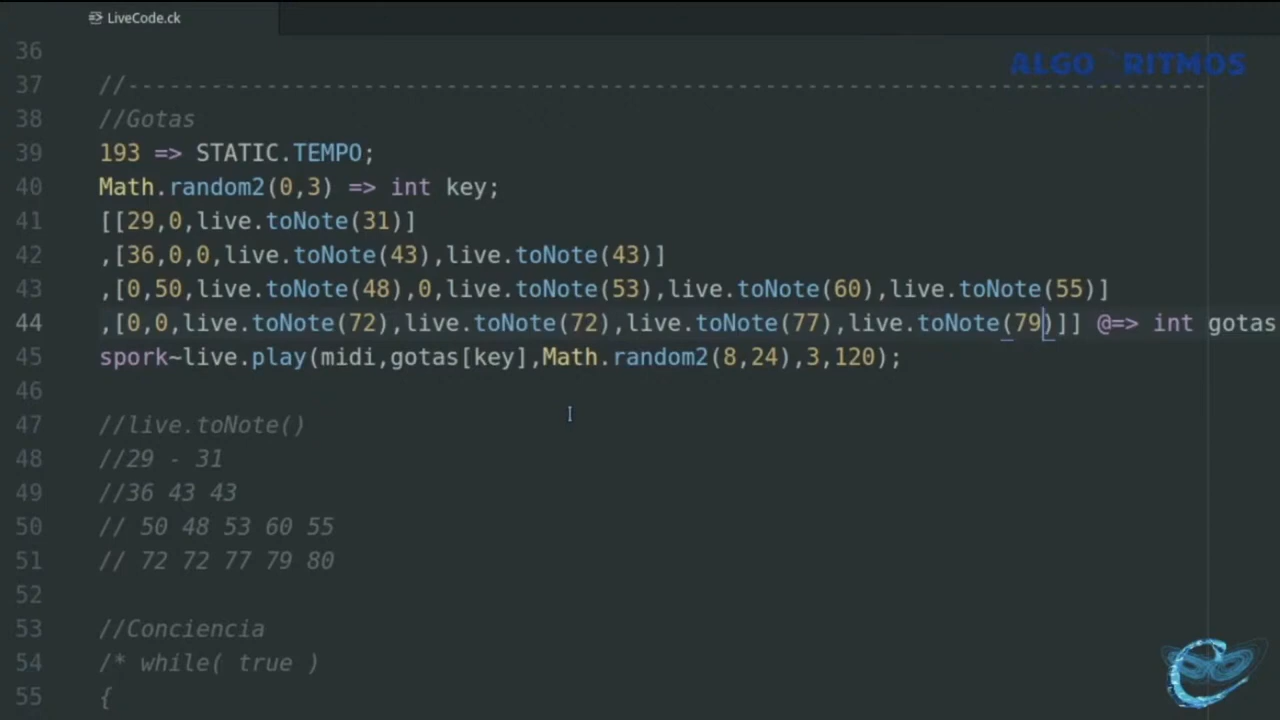 LiveCode.ck
ALGO RITMOS
36
37 //------------------------------------------------------------------------------
38 //Gotas
39 193 => STATIC.TEMPO;
40 Math.random2(0,3) => int key;
41 [[29,0,live.toNote(31)]
42 ,[36,0,0,live.toNote(43),live.toNote(43)]
43 ,[0,50,live.toNote(48),0,live.toNote(53),live.toNote(60),live.toNote(55)]
44 ,[0,0,live.toNote(72),live.toNote(72),live.toNote(77),live.toNote(79)]] @=> int gotas
45 spork~live.play(midi,gotas[key],Math.random2(8,24),3,120);
46
47 //live.toNote()
48 //29 - 31
49 //36 43 43
50 // 50 48 53 60 55
51 // 72 72 77 79 80
52
53 //Conciencia
54 /* while( true )
55 {